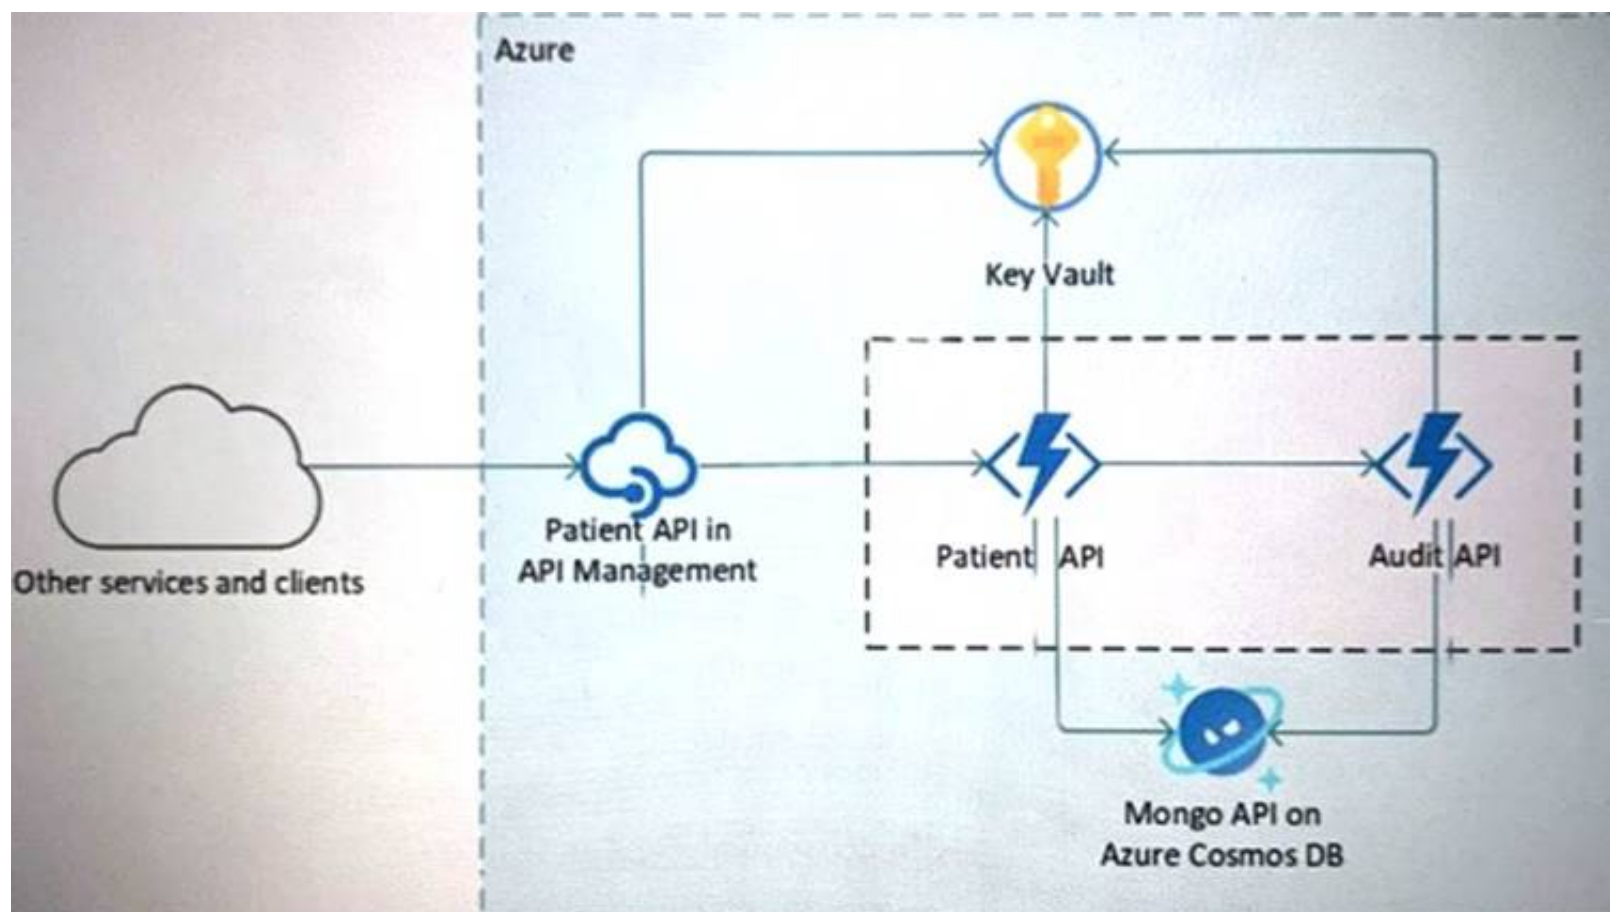 Azure
Key Vault
Patient API in
API Management
Other services and clients
Patient API
Audit API
Mongo API on
Azure Cosmos DB